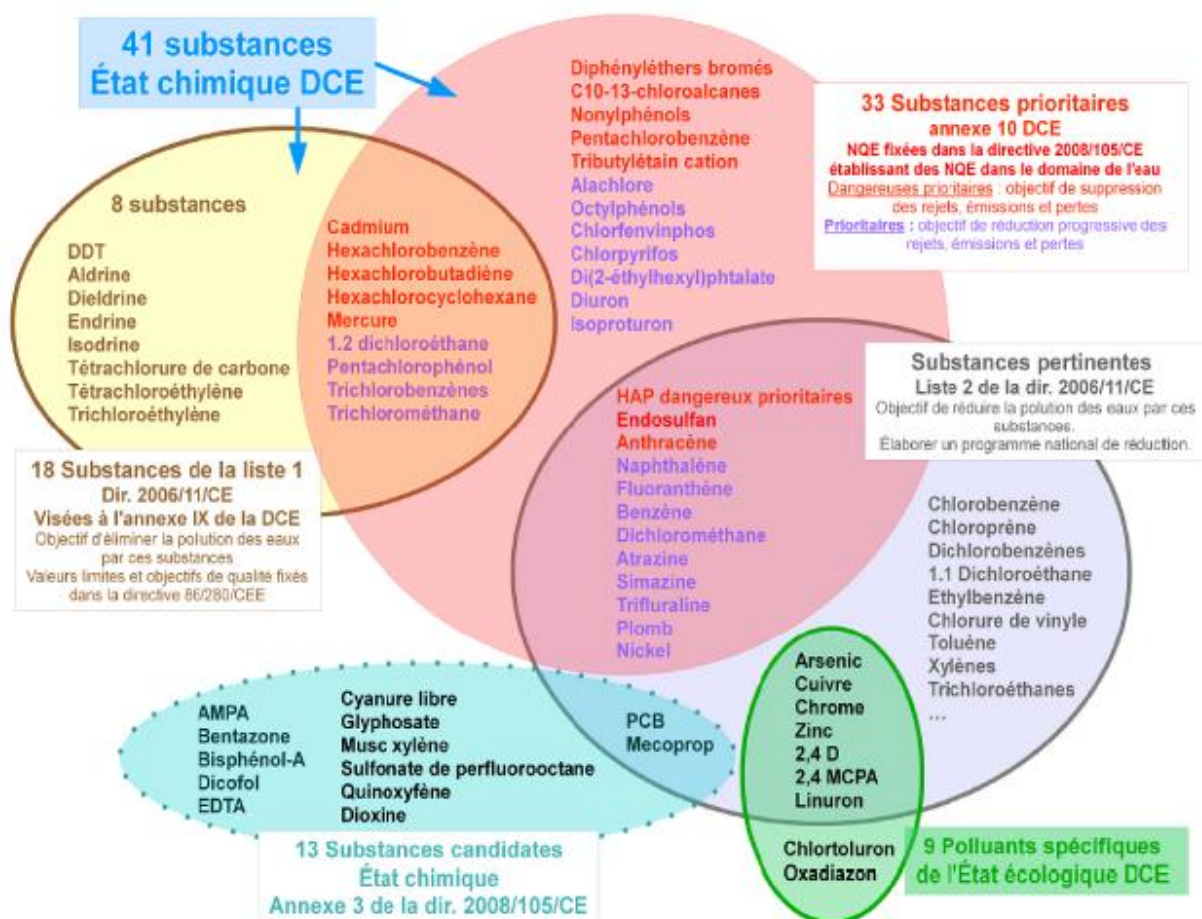 41 substances
État chimique DCE
Diphényléthers bromés
C10-13-chloroalcanes
Nonylphénols
Pentachlorobenzène
Tributylétain cation
Alachlore
Octylphénols
Chlorfenvinphos
Chlorpyrifos
Di(2-éthylhexyl)phtalate
Diuron
Isoproturon
33 Substances prioritaires
annexe 10 DCE
NQE fixées dans la directive 2008/105/CE
établissant des NQE dans le domaine de l'eau
Dangereuses prioritaires : objectif de suppression
des rejets, émissions et pertes
Prioritaires : objectif de réduction progressive des
rejets, émissions et pertes
8 substances
DDT
Aldrine
Dieldrine
Endrine
Isodrine
Tétrachlorure de carbone
Tétrachloroéthylène
Trichloroéthylène
Cadmium
Hexachlorobenzène
Hexachlorobutadiène
Hexachlorocyclohexane
Mercure
1.2 dichloroéthane
Pentachlorophénol
Trichlorobenzènes
Trichlorométhane
Substances pertinentes
Liste 2 de la dir. 2006/11/CE
Objectif de réduire la polution des eaux par ces
substances.
Élaborer un programme national de réduction.
18 Substances de la liste 1
Dir. 2006/11/CE
Visées à l'annexe IX de la DCE
Objectif d'éliminer la polution des eaux
par ces substances
Valeurs limites et objectifs de qualité fixés
dans la directive 86/280/CEE
HAP dangereux prioritaires
Endosulfan
Anthracène
Naphthalène
Fluoranthène
Benzène
Dichlorométhane
Atrazine
Simazine
Trifluraline
Plomb
Nickel
Chlorobenzène
Chloroprène
Dichlorobenzènes
1.1 Dichloroéthane
Ethylbenzène
Chlorure de vinyle
Toluène
Xylènes
Trichloroéthanes
...
Arsenic
Cuivre
Chrome
Zinc
2,4 D
2,4 MCPA
Linuron
Chlortoluron
Oxadiazon
AMPA
Bentazone
Bisphénol-A
Dicofol
EDTA
Cyanure libre
Glyphosate
Musc xylène
Sulfonate de perfluorooctane
Quinoxyfène
Dioxine
PCB
Mecoprop
13 Substances candidates
État chimique
Annexe 3 de la dir. 2008/105/CE
9 Polluants spécifiques
de l'État écologique DCE